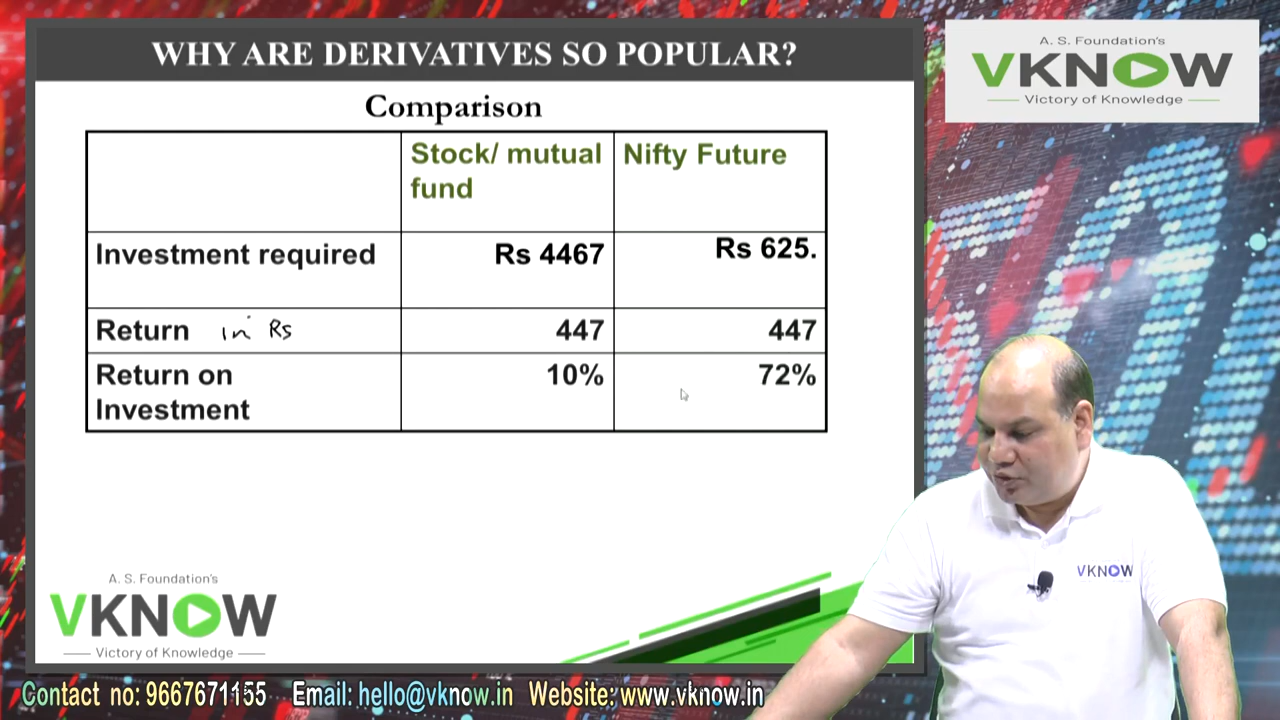 WHY ARE DERIVATIVES SO POPULAR?
A. S. Foundation's
VKNOW
Victory of Knowledge
Comparison
Stock/ mutual fund
Nifty Future
Investment required
Rs 4467
Rs 625.
Return in Rs
447
447
Return on Investment
10%
72%
VKNOW
A. S. Foundation's
VKNOW
Victory of Knowledge
Contact no: 9667671155 Email: hello@vknow.in Website: www.vknow.in